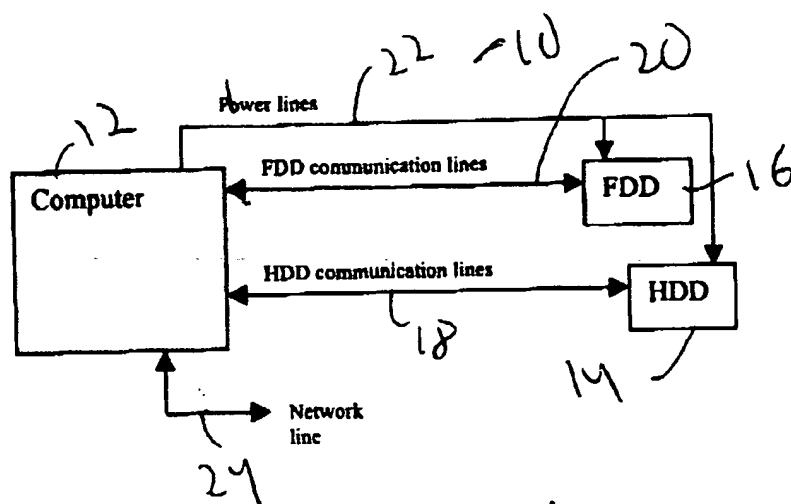 22 -10 20
Power lines
12
FDD communication lines
Computer
FDD
16
HDD communication lines
HDD
18
14
Network
line
24